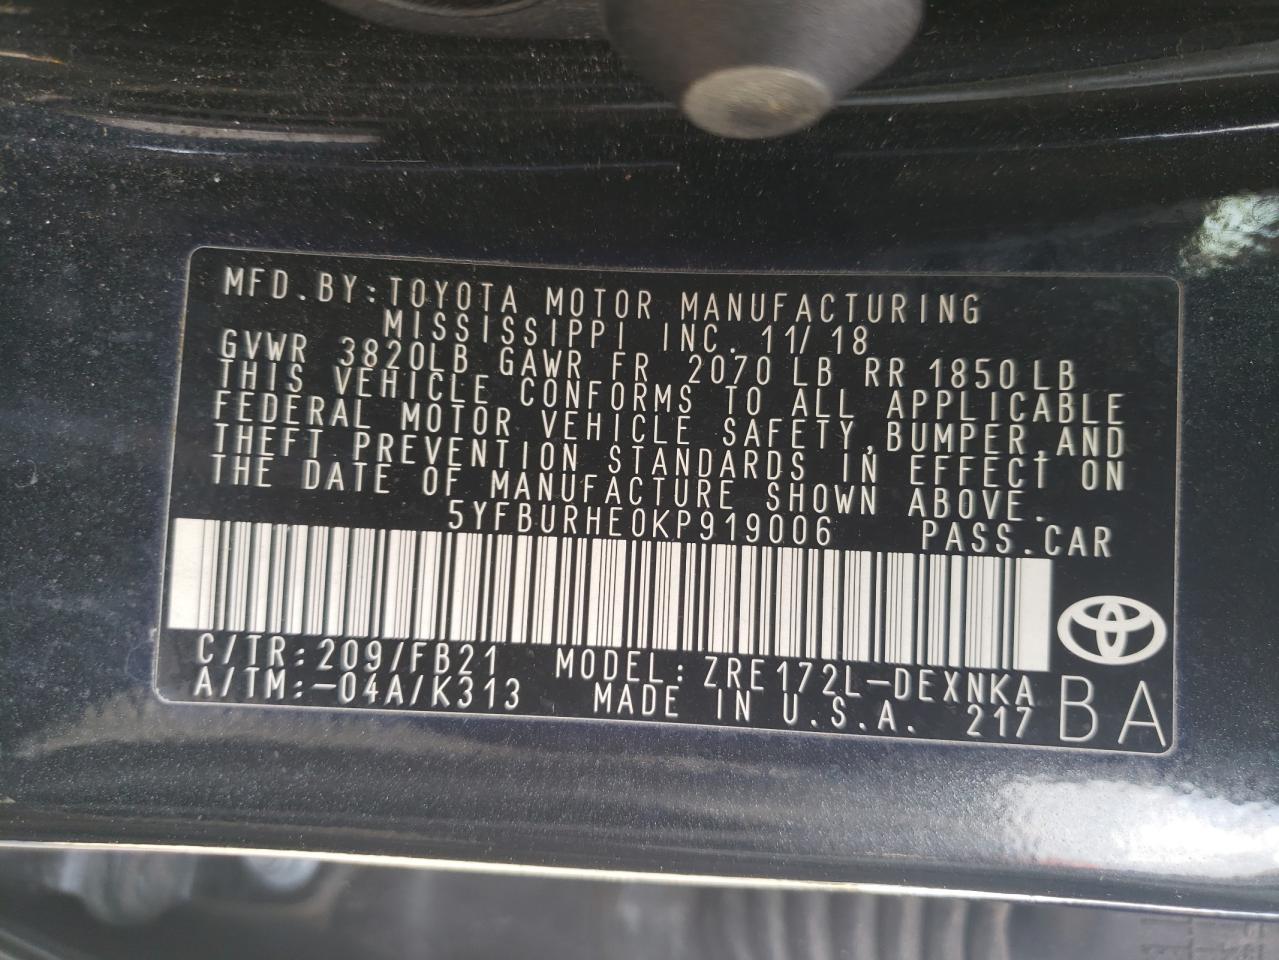 MFD.BY:TOYOTA MOTOR MANUFACTURING
MISSISSIPPI INC. 11/18
GVWR 3820LB GAWR FR 2070 LB RR 1850LB
THIS VEHICLE CONFORMS TO ALL APPLICABLE
FEDERAL MOTOR VEHICLE SAFETY,BUMPER,AND
THEFT PREVENTION STANDARDS IN EFFECT ON
THE DATE OF MANUFACTURE SHOWN ABOVE.
5YFBURHE0KP919006 PASS.CAR
C/TR:209/FB21 MODEL:ZRE172L-DEXNKA
A/TM:-04A/K313 MADE IN U.S.A. 217
BA